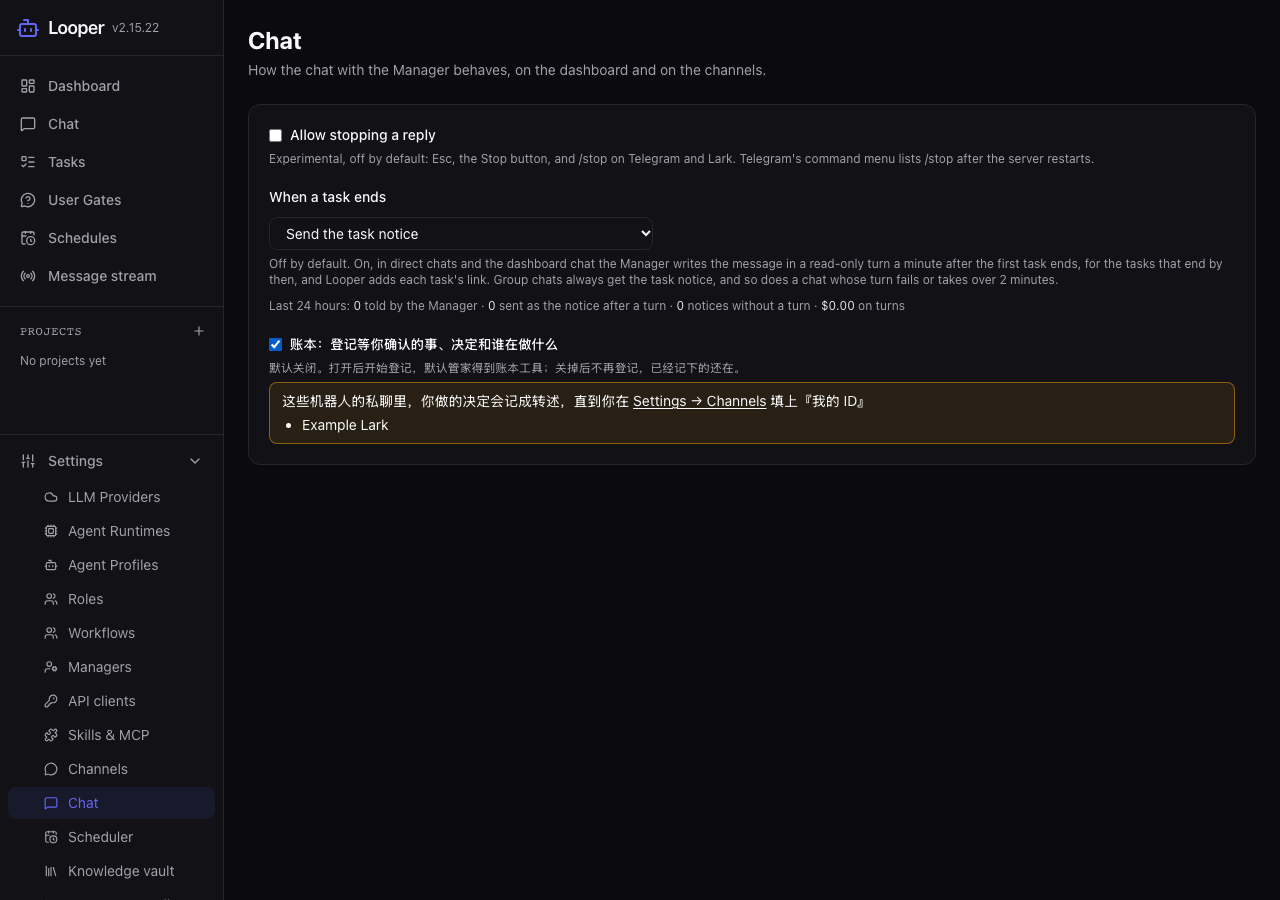 Looper v2.15.22
Dashboard
Chat
Tasks
User Gates
Schedules
Message stream
PROJECTS
No projects yet
Settings
LLM Providers
Agent Runtimes
Agent Profiles
Roles
Workflows
Managers
API clients
Skills & MCP
Channels
Chat
Scheduler
Knowledge vault
Chat
How the chat with the Manager behaves, on the dashboard and on the channels.
Allow stopping a reply
Experimental, off by default: Esc, the Stop button, and /stop on Telegram and Lark. Telegram's command menu lists /stop after the server restarts.
When a task ends
Send the task notice
Off by default. On, in direct chats and the dashboard chat the Manager writes the message in a read-only turn a minute after the first task ends, for the tasks that end by
then, and Looper adds each task's link. Group chats always get the task notice, and so does a chat whose turn fails or takes over 2 minutes.
Last 24 hours: 0 told by the Manager · 0 sent as the notice after a turn · 0 notices without a turn · $0.00 on turns
账本：登记等你确认的事、决定和谁在做什么
默认关闭。打开后开始登记，默认管家得到账本工具；关掉后不再登记，已经记下的还在。
这些机器人的私聊里，你做的决定会记成转述，直到你在 Settings → Channels 填上『我的 ID』
• Example Lark